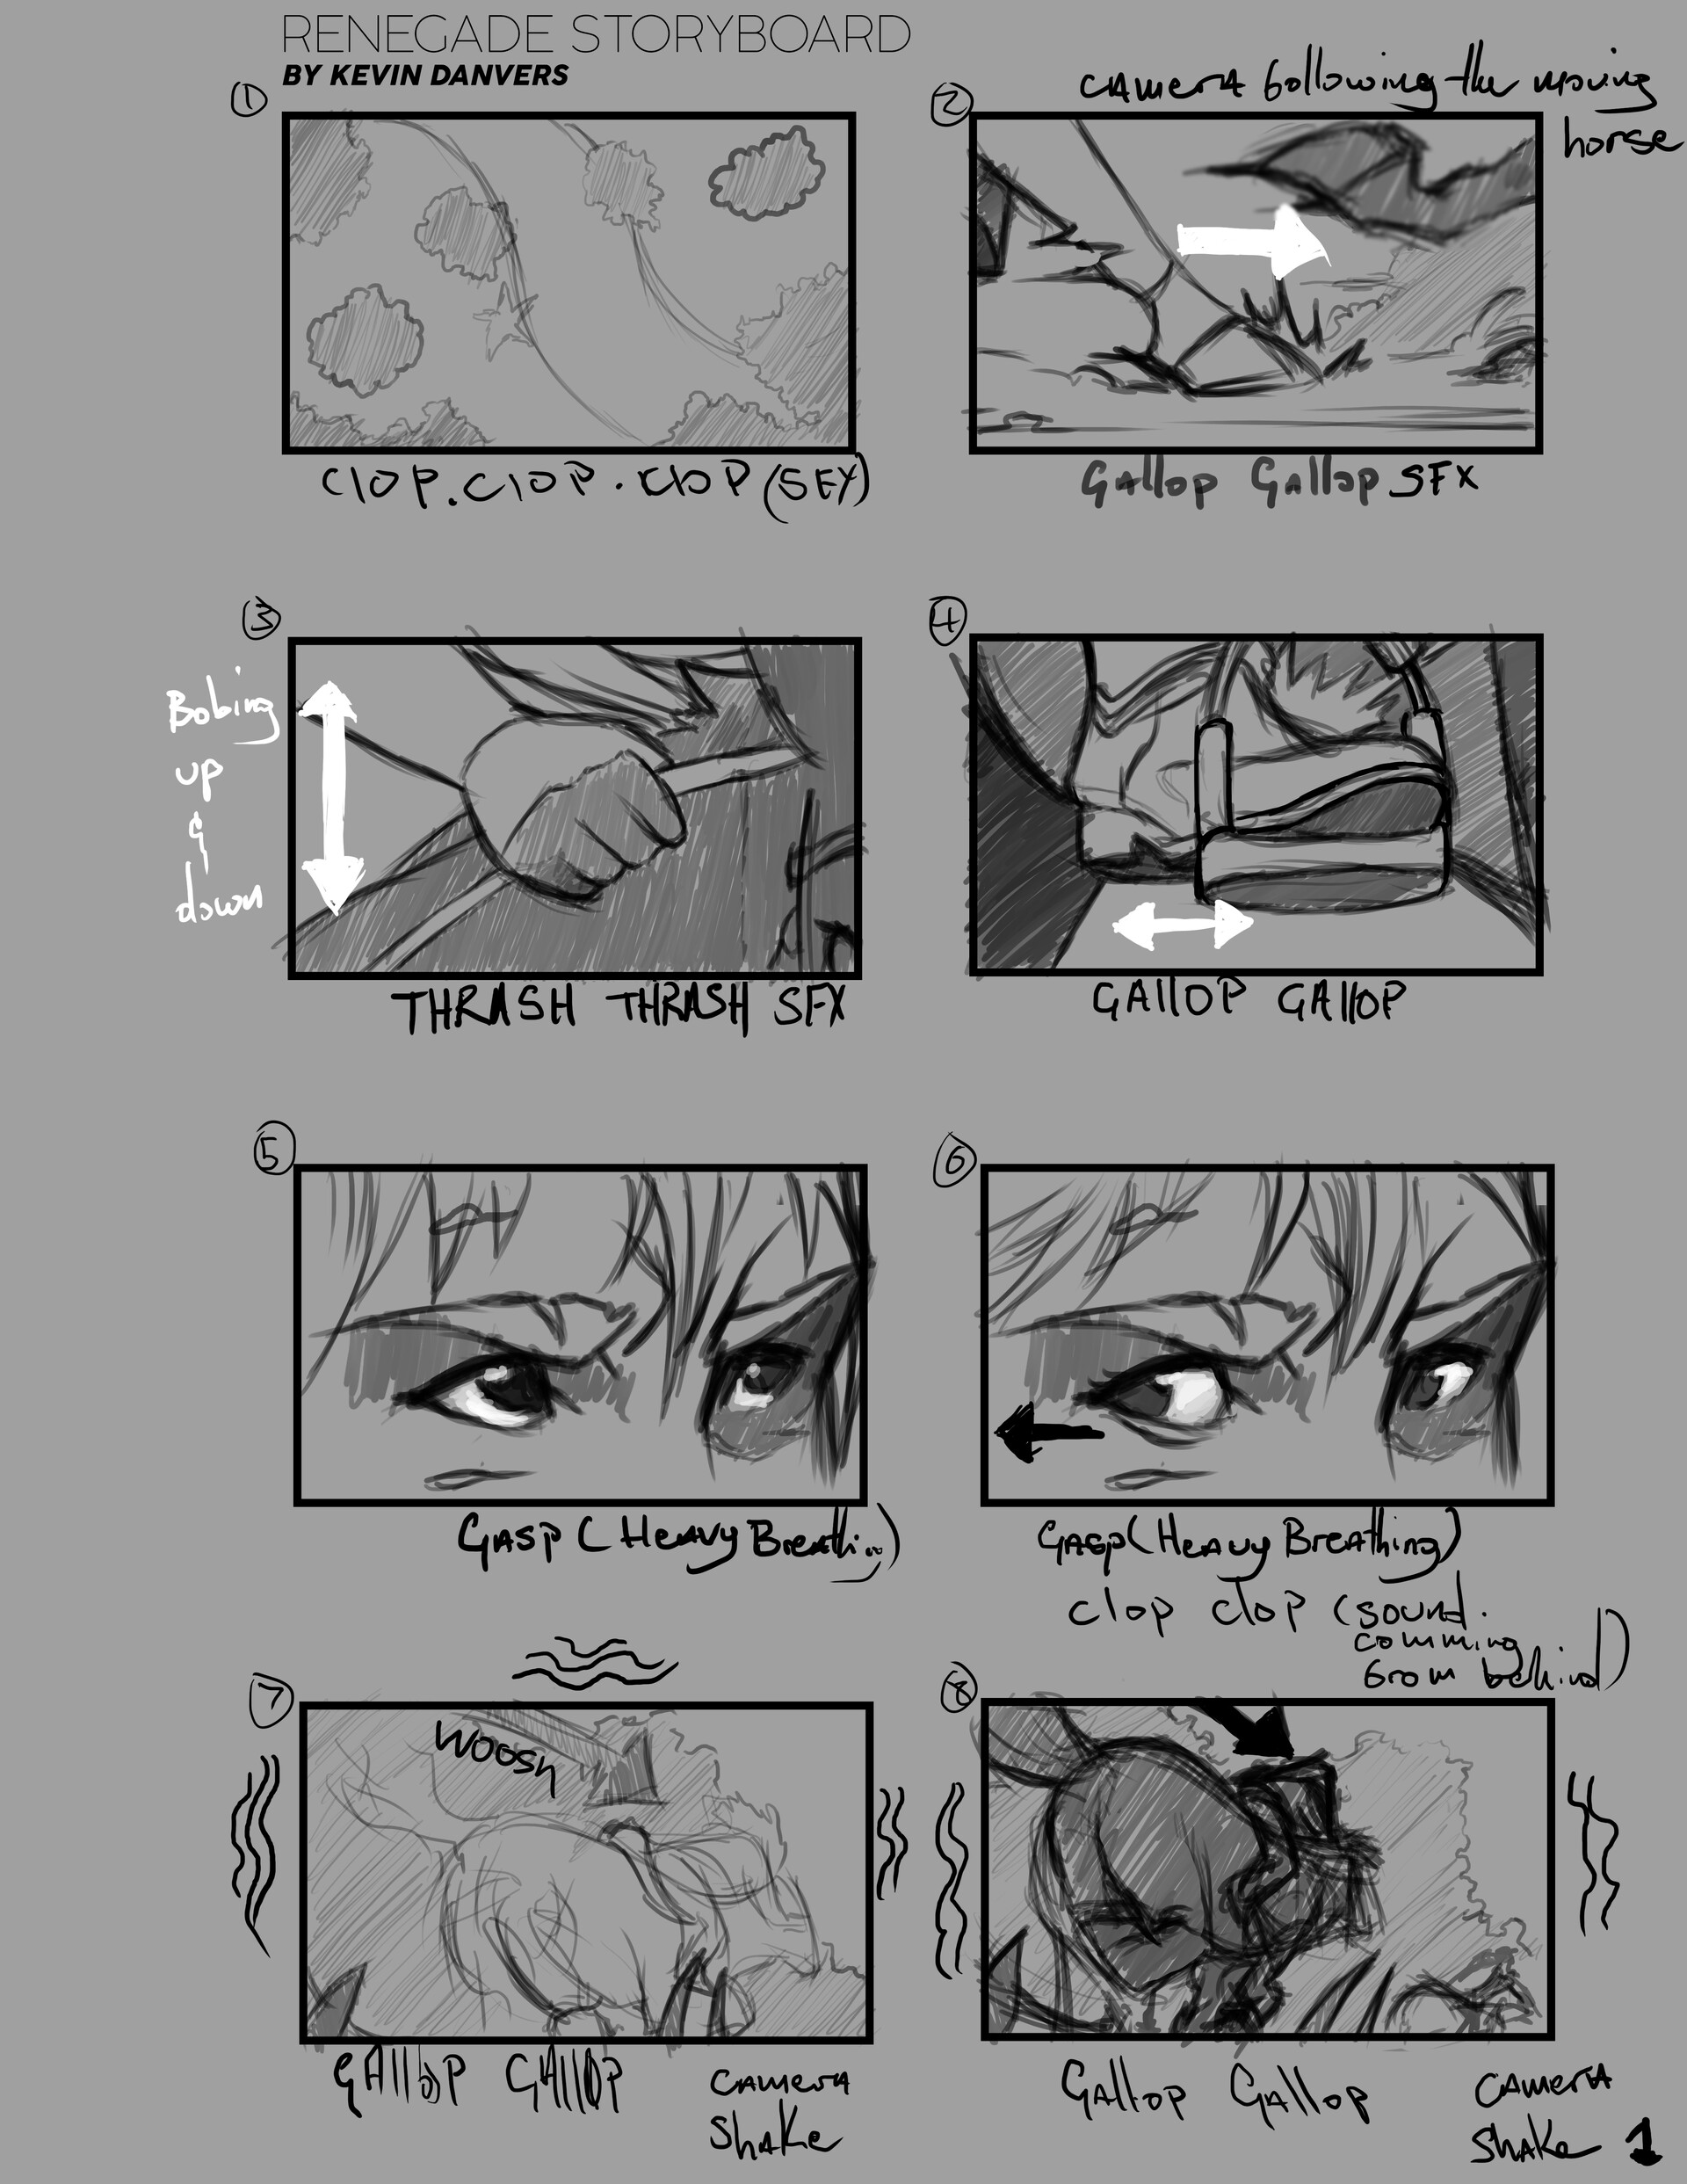 RENEGADE STORYBOARD
BY KEVIN DANVERS
1
2
camera following the moving
horse
clop. clop. clop (SFX)
Gallop Gallop SFX
3
Bobing
up
&
down
4
THRASH THRASH SFX
GAllOP GAllOP
5
6
GASP (Heavy Breathin)
GASP (Heavy Breathing)
clop clop (sound.
comming
from behind)
7
WOOSH
8
GAllOP GAllOP
camera
shake
Gallop Gallop
camera
shake
1